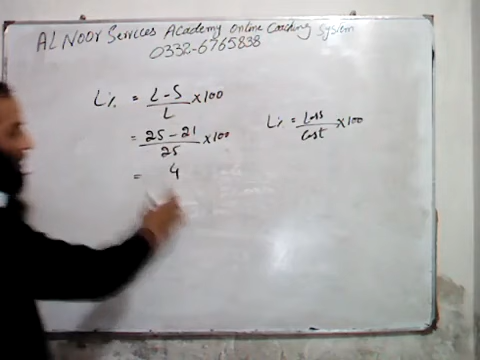 AL Noor Services Academy Online Coaching System
0332-6765838
L% = L-S/L ×100
= 25-21/25 ×100
= 4
L% = Loss/Cost ×100